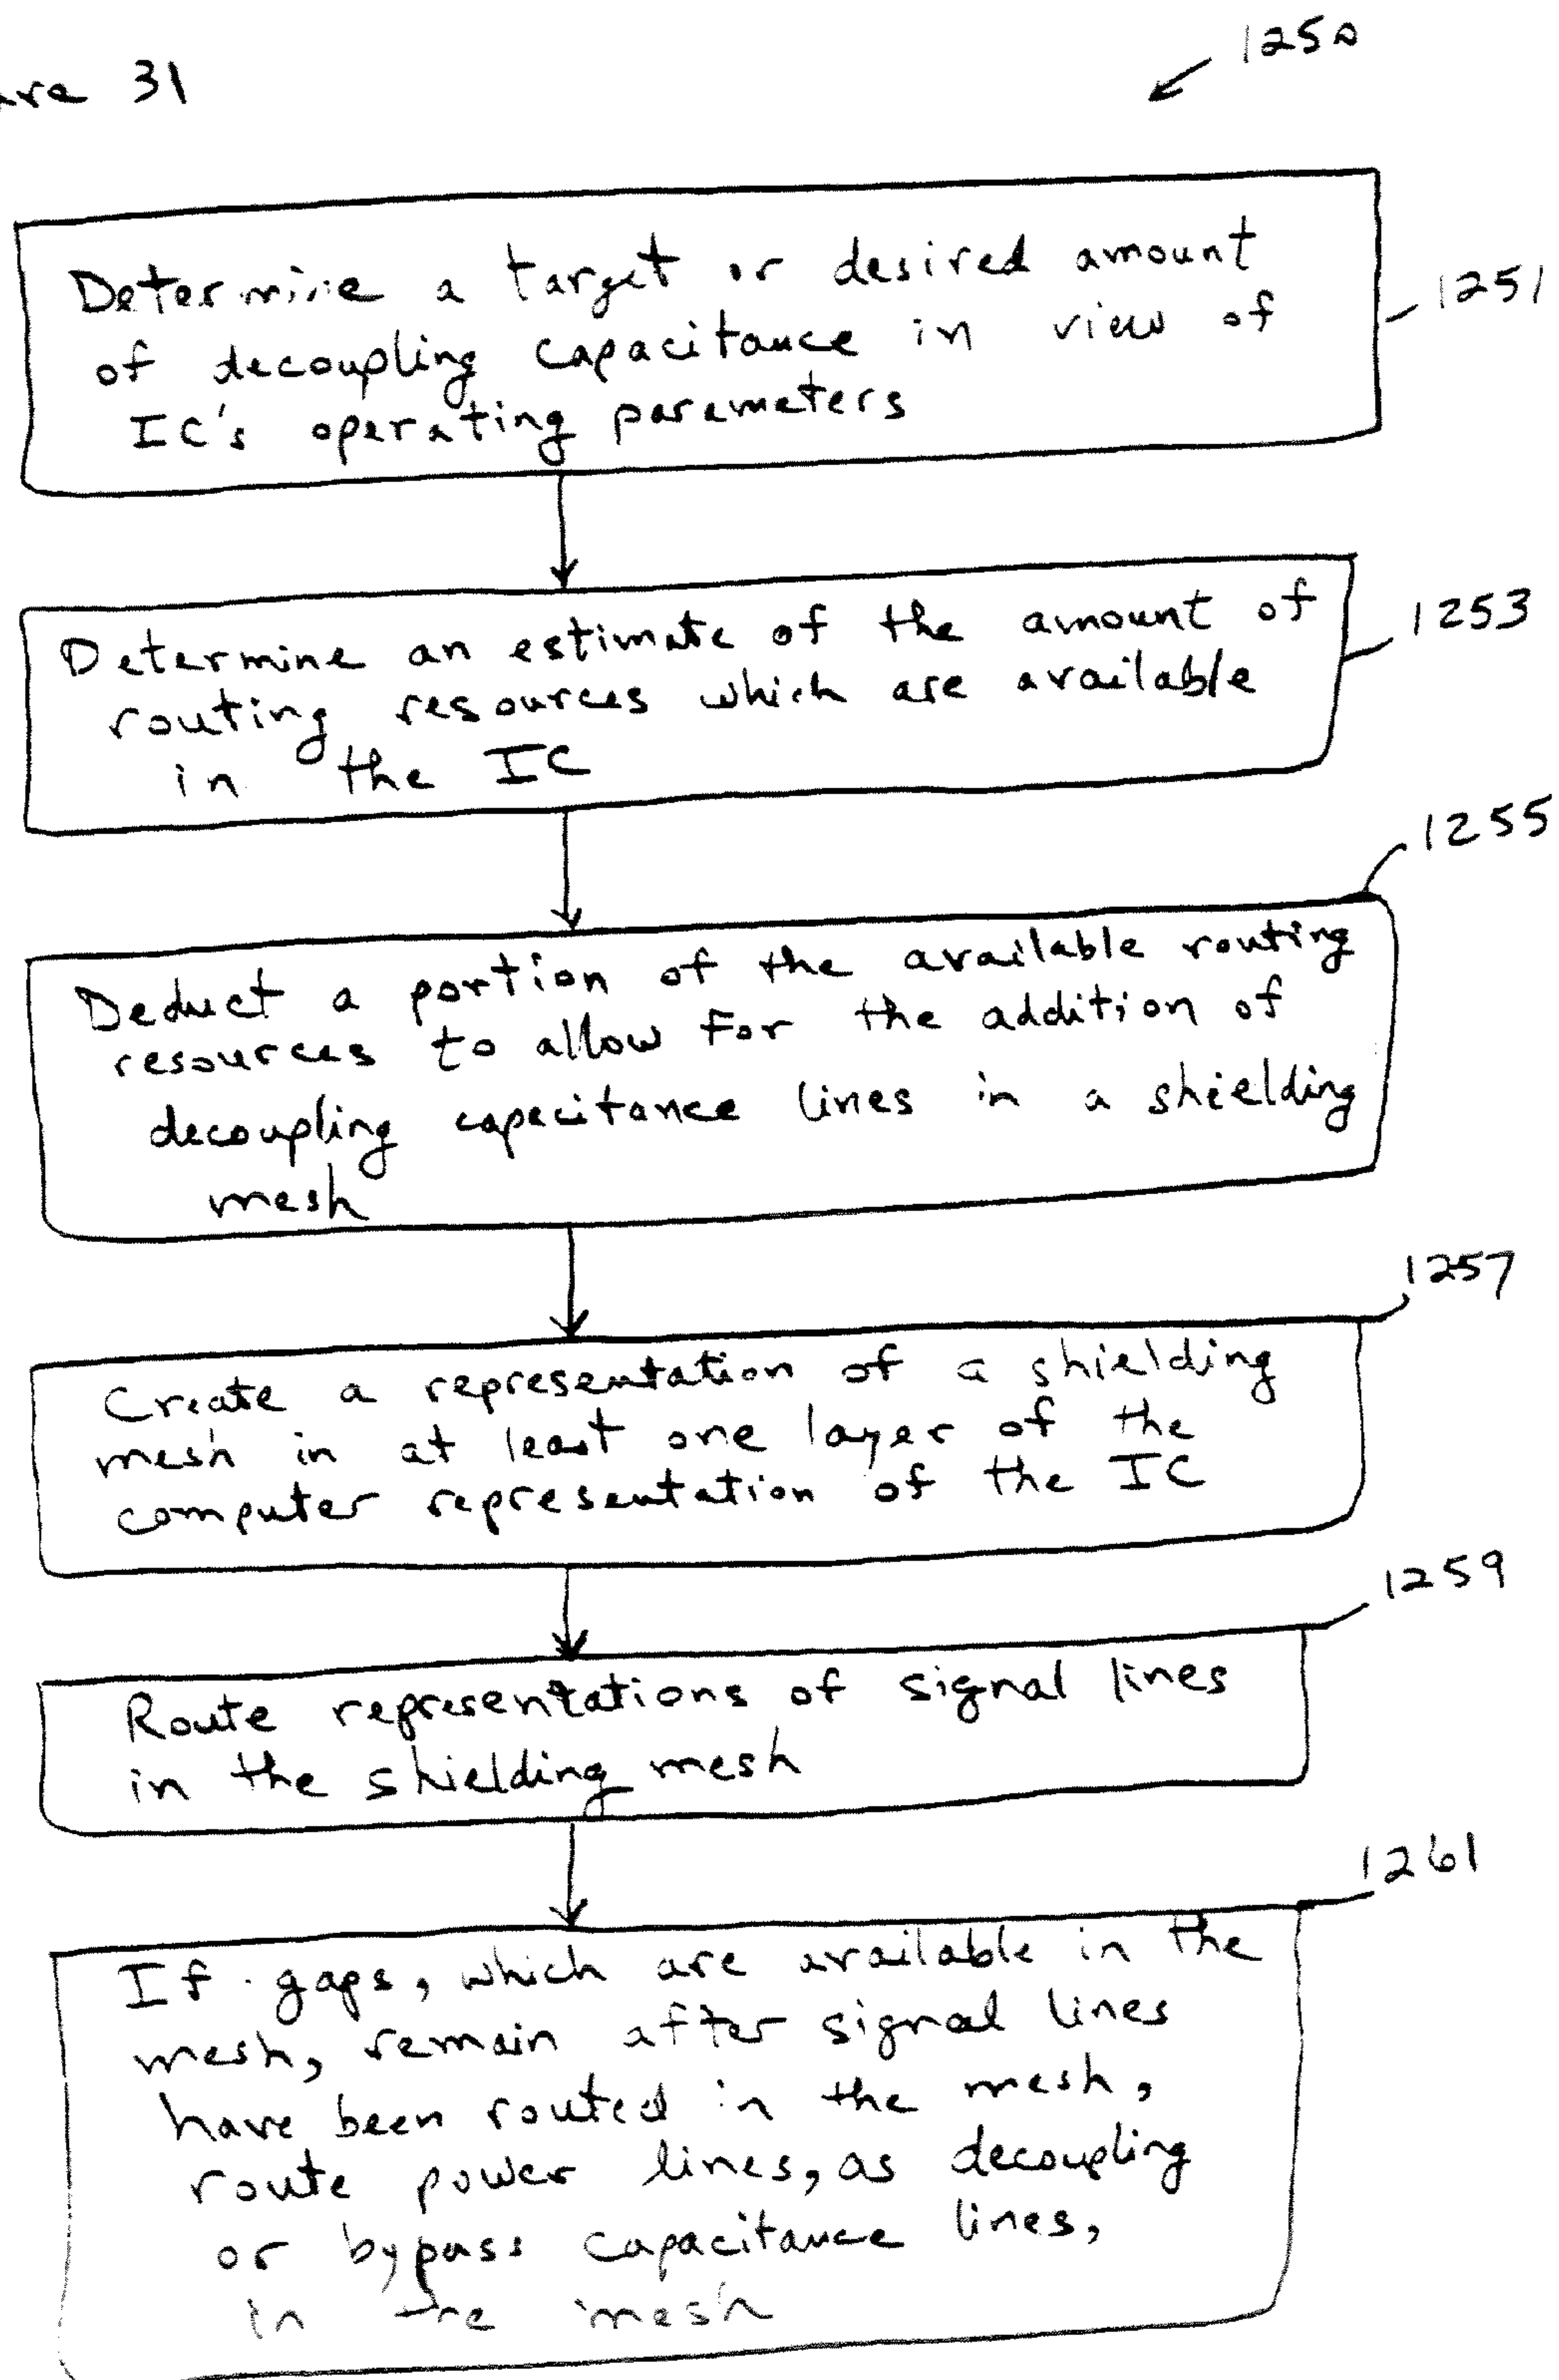 31
1250
Determine a target or desired amount
of decoupling capacitance in view of
IC's operating parameters
1251
Determine an estimate of the amount of
routing resources which are available
in the IC
1253
Deduct a portion of the available routing
resources to allow for the addition of
decoupling capacitance lines in a shielding
mesh
1255
Create a representation of a shielding
mesh in at least one layer of the
computer representation of the IC
1257
Route representations of signal lines
in the shielding mesh
1259
If gaps, which are available in the
mesh, remain after signal lines
have been routed in the mesh,
route power lines, as decoupling
or bypass capacitance lines,
in the mesh
1261